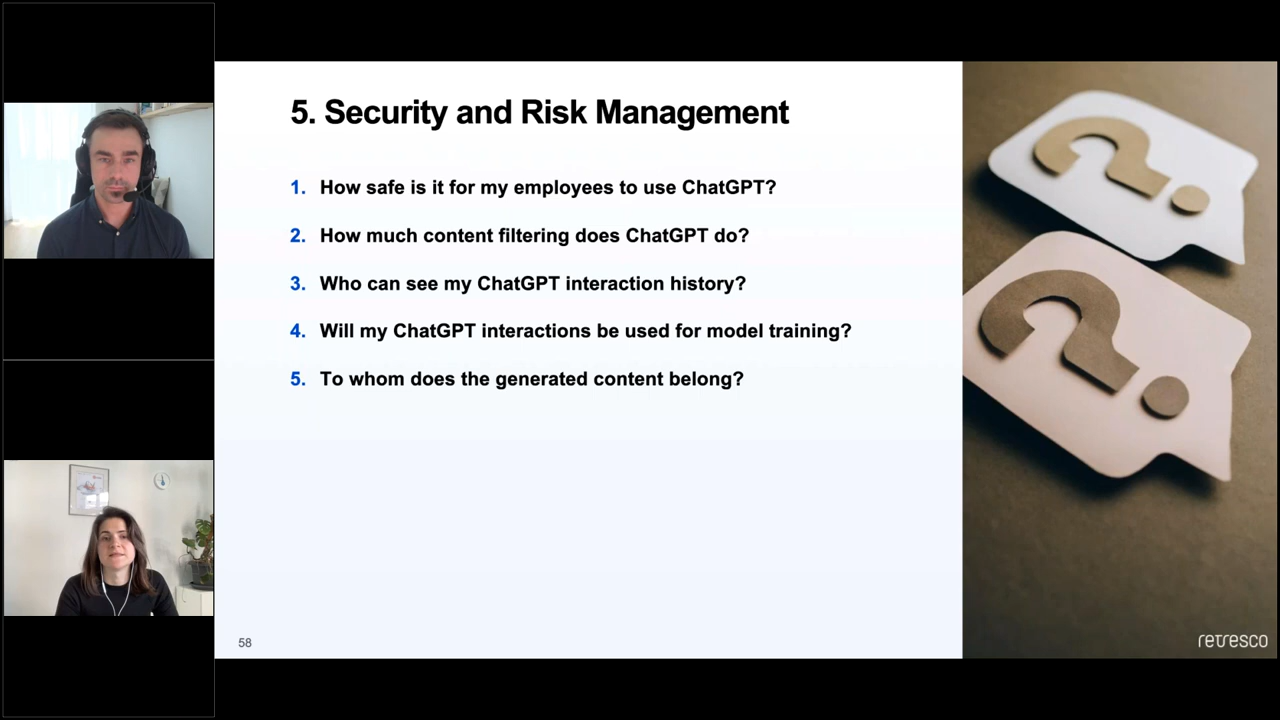 5. Security and Risk Management
1. How safe is it for my employees to use ChatGPT?
2. How much content filtering does ChatGPT do?
3. Who can see my ChatGPT interaction history?
4. Will my ChatGPT interactions be used for model training?
5. To whom does the generated content belong?
58
retresco